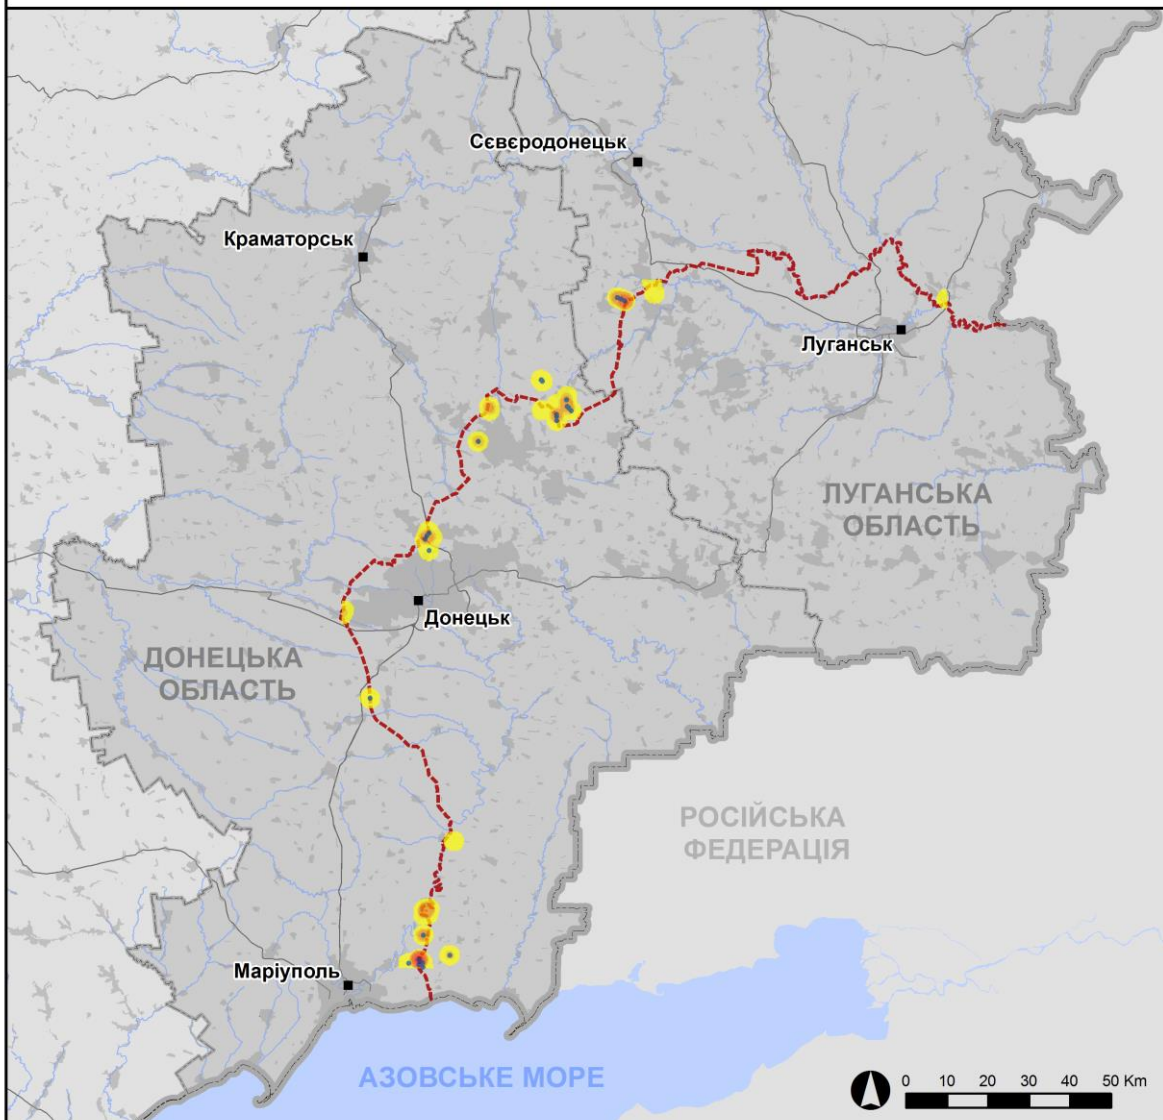 Сєвєродонецьк
Краматорськ
Луганськ
ЛУГАНСЬКА
ОБЛАСТЬ
Донецьк
ДОНЕЦЬКА
ОБЛАСТЬ
РОСІЙСЬКА
ФЕДЕРАЦІЯ
Маріуполь
АЗОВСЬКЕ МОРЕ
0 10 20 30 40 50 Km